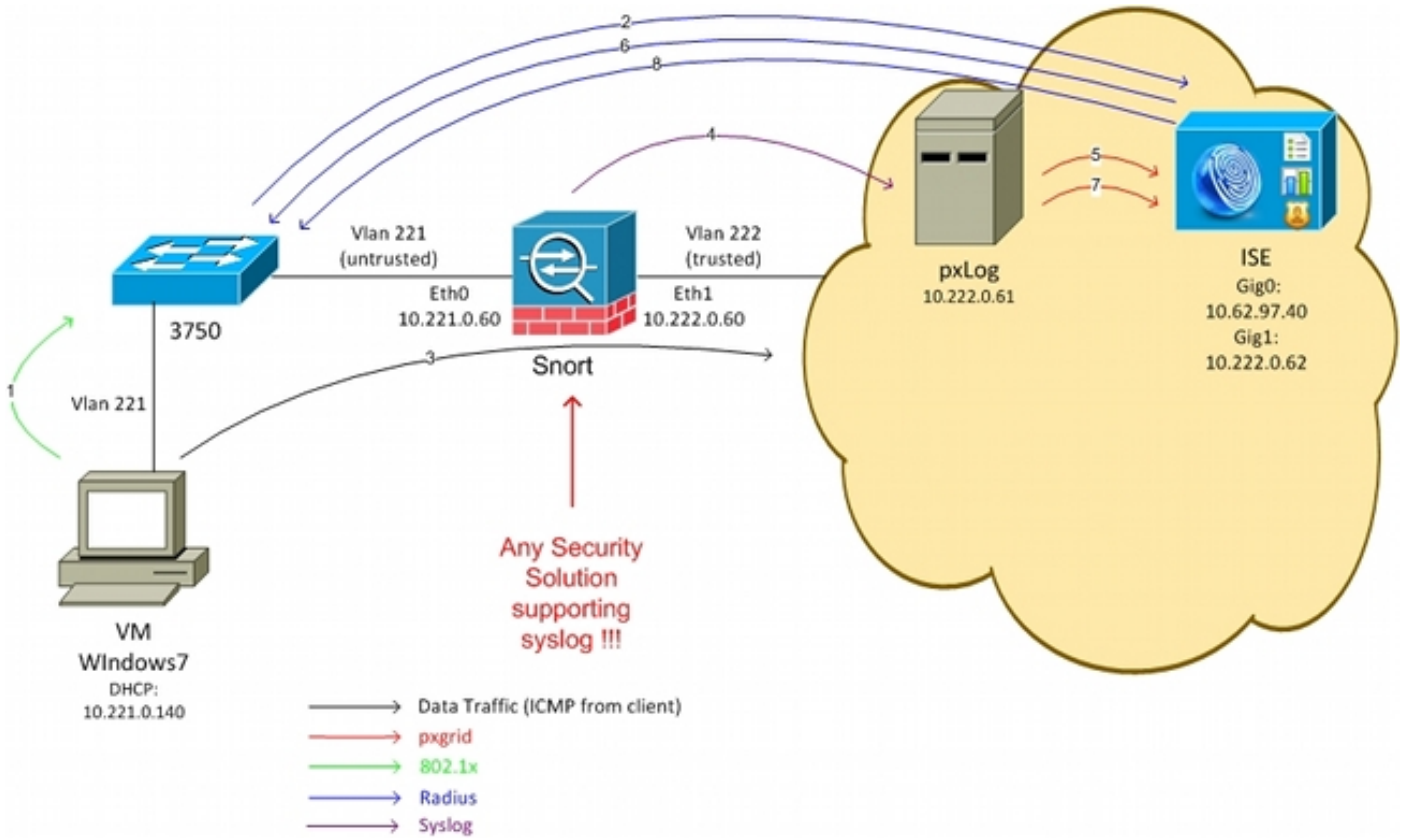 2
6
8
4
5
7
Vlan 221
(untrusted)
Vlan 222
(trusted)
Eth0
10.221.0.60
Eth1
10.222.0.60
pxLog
10.222.0.61
ISE
Gig0:
10.62.97.40
Gig1:
10.222.0.62
3750
Snort
3
1
Vlan 221
Any Security
Solution
supporting
syslog !!!
VM
WIndows7
DHCP:
10.221.0.140
Data Traffic (ICMP from client)
pxgrid
802.1x
Radius
Syslog